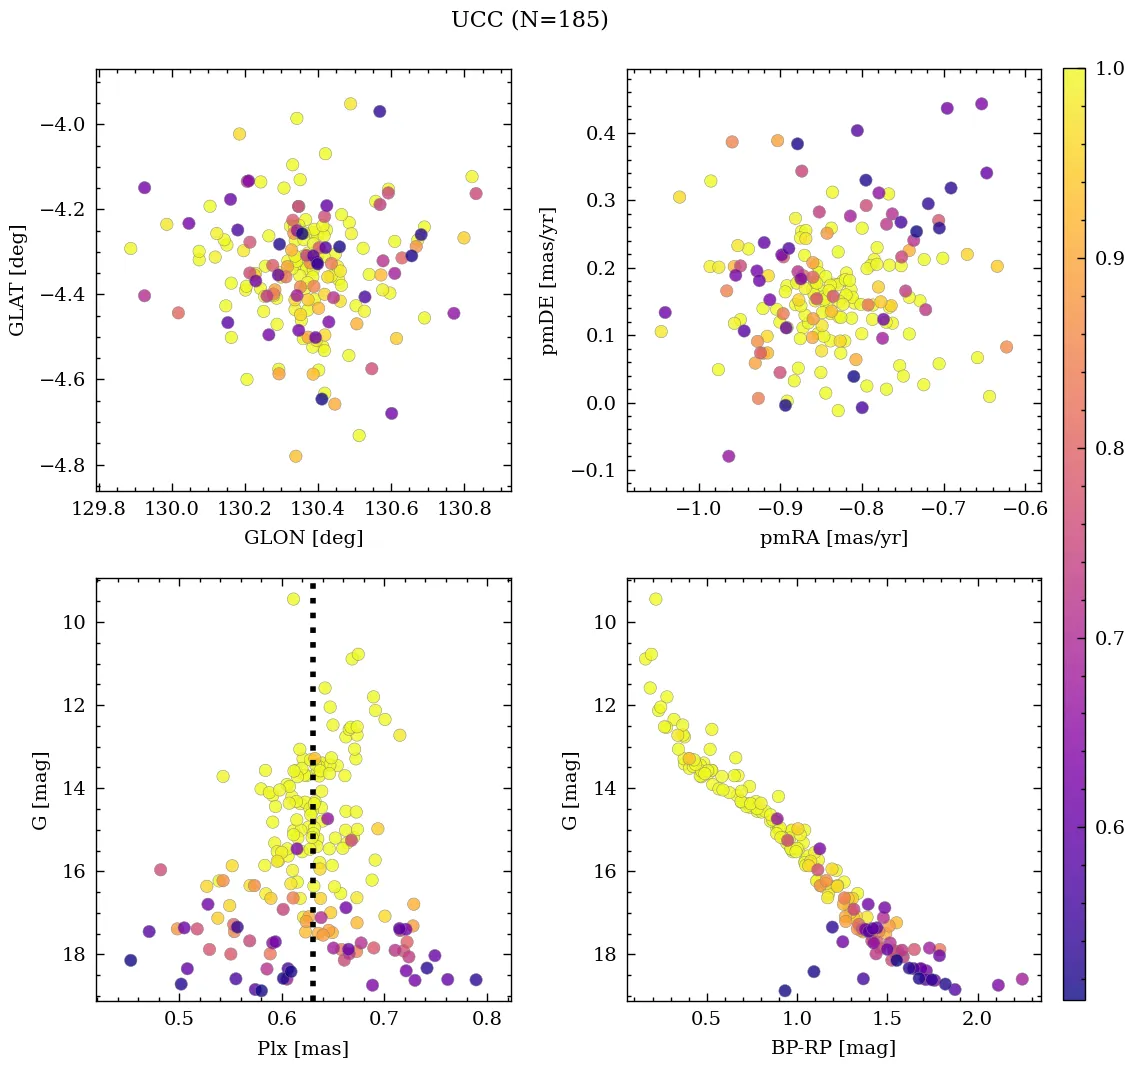 UCC (N=185)
−4.0
−4.2
−4.4
−4.6
−4.8
GLAT [deg]
129.8 130.0 130.2 130.4 130.6 130.8
GLON [deg]
0.4
0.3
0.2
0.1
0.0
−0.1
pmDE [mas/yr]
−1.0 −0.9 −0.8 −0.7 −0.6
pmRA [mas/yr]
1.0
0.9
0.8
0.7
0.6
10
12
14
16
18
G [mag]
0.5 0.6 0.7 0.8
Plx [mas]
10
12
14
16
18
G [mag]
0.5 1.0 1.5 2.0
BP-RP [mag]